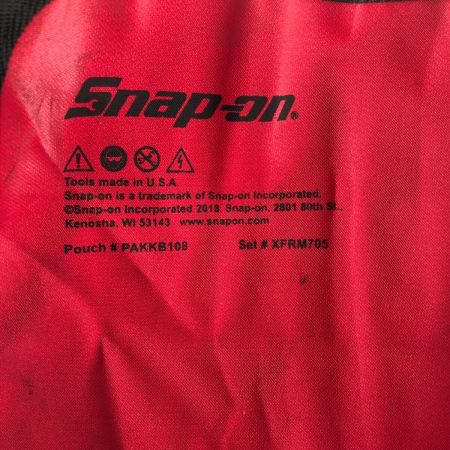 Snap-on®
Tools made in U.S.A.
Snap-on is a trademark of Snap-on Incorporated.
©Snap-on Incorporated 2018. Snap-on, 2801 80th St.,
Kenosha, WI 53143 www.snapon.com
Pouch # PAKKB108 Set # XFRM705